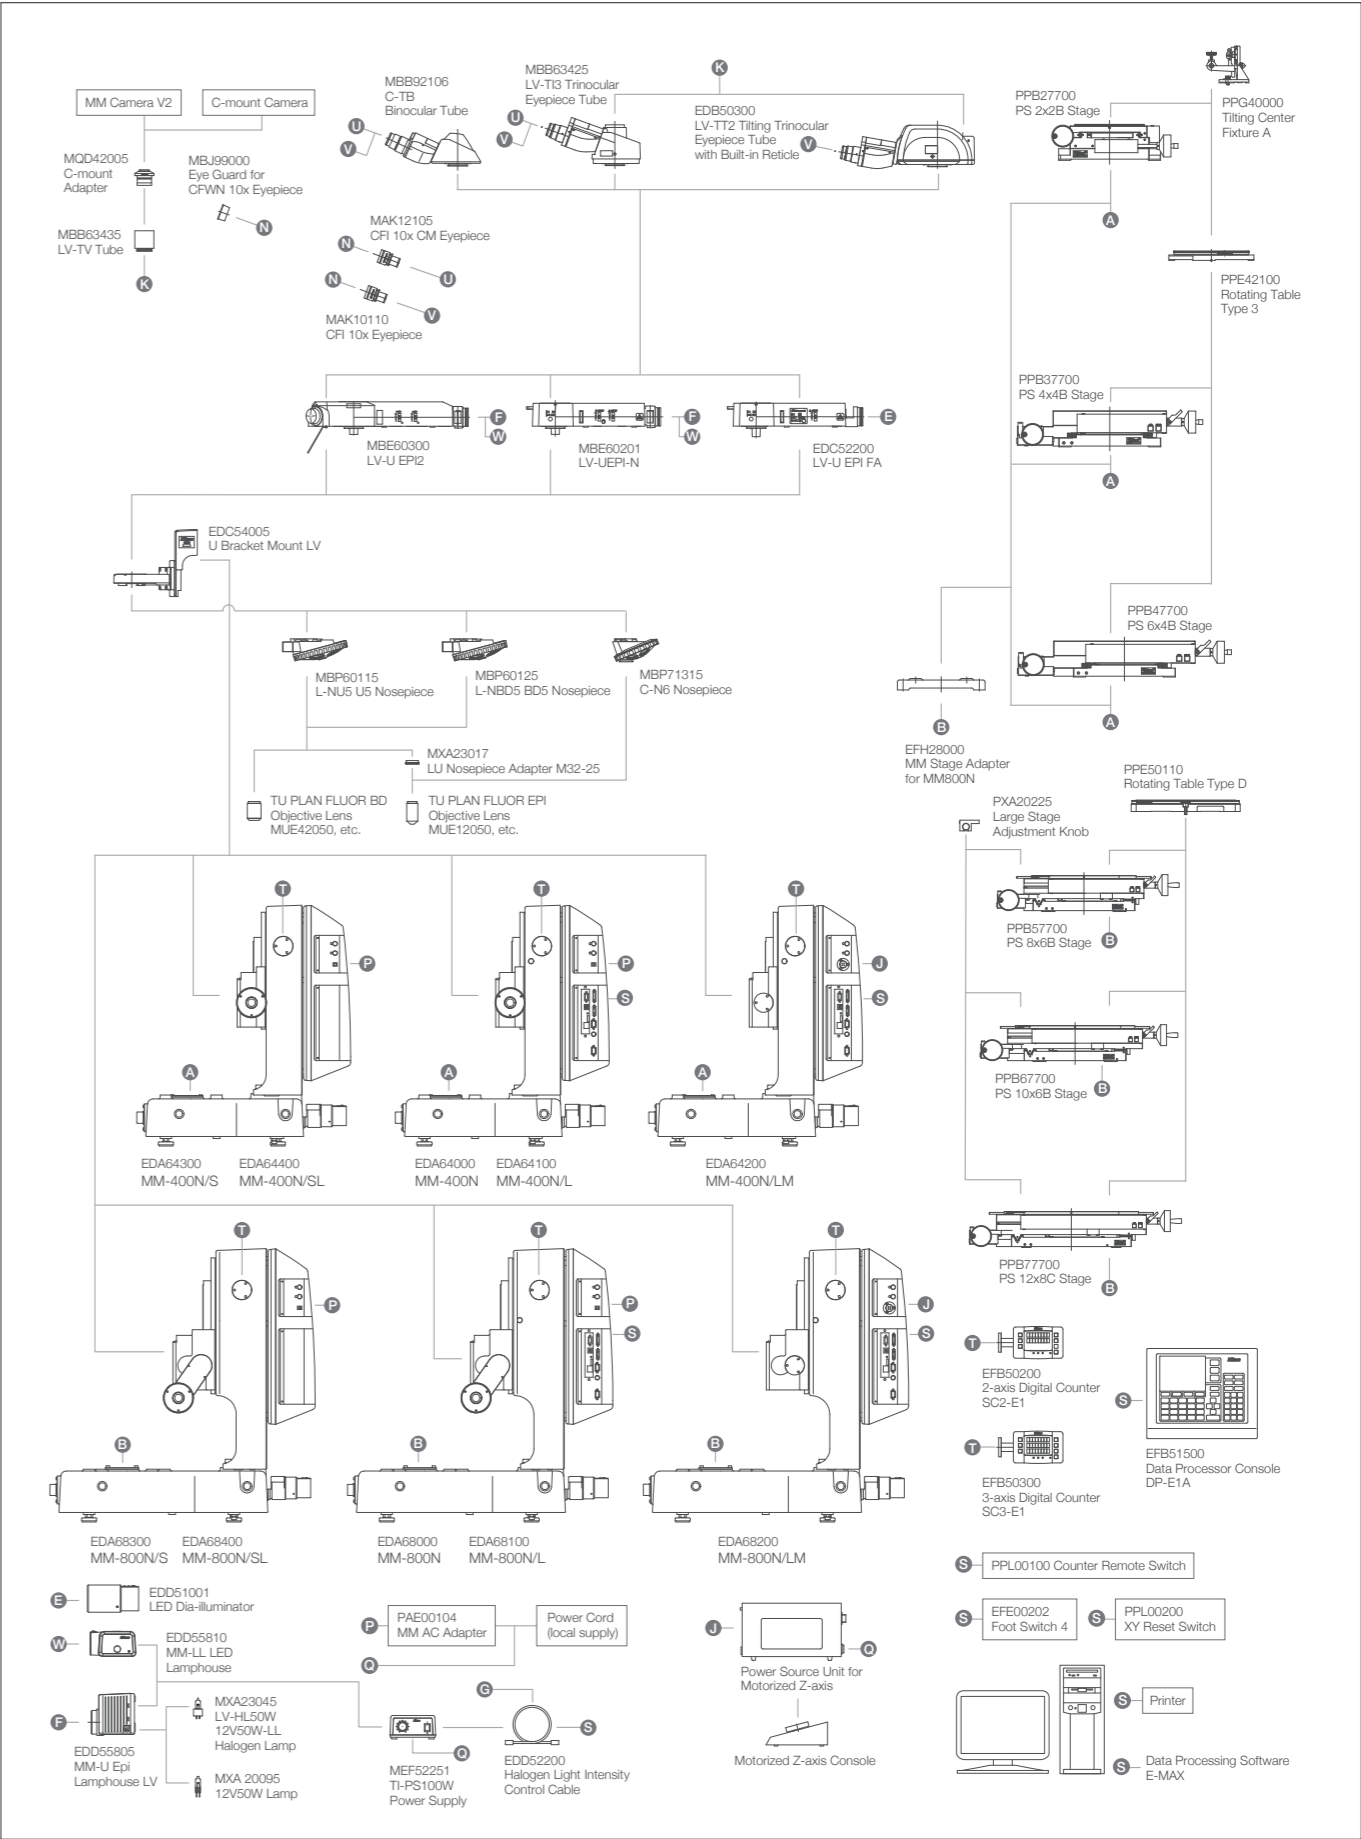 MM Camera V2
C-mount Camera
MQD42005
C-mount
Adapter
MBJ99000
Eye Guard for
CFWN 10x Eyepiece
N
MBB63435
LV-TV Tube
K
MBB92106
C-TB
Binocular Tube
U
V
MBB63425
LV-TI3 Trinocular
Eyepiece Tube
U
V
K
EDB50300
LV-TT2 Tilting Trinocular
Eyepiece Tube
with Built-in Reticle
V
MAK12105
CFI 10x CM Eyepiece
N
U
N
V
MAK10110
CFI 10x Eyepiece
PPB27700
PS 2x2B Stage
A
PPG40000
Tilting Center
Fixture A
PPE42100
Rotating Table
Type 3
PPB37700
PS 4x4B Stage
A
F
W
MBE60300
LV-U EPI2
F
W
MBE60201
LV-UEPI-N
E
EDC52200
LV-U EPI FA
EDC54005
U Bracket Mount LV
MBP60115
L-NU5 U5 Nosepiece
MBP60125
L-NBD5 BD5 Nosepiece
MBP71315
C-N6 Nosepiece
MXA23017
LU Nosepiece Adapter M32-25
TU PLAN FLUOR BD
Objective Lens
MUE42050, etc.
TU PLAN FLUOR EPI
Objective Lens
MUE12050, etc.
PPB47700
PS 6x4B Stage
A
B
EFH28000
MM Stage Adapter
for MM800N
PPE50110
Rotating Table Type D
PXA20225
Large Stage
Adjustment Knob
PPB57700
PS 8x6B Stage
B
PPB67700
PS 10x6B Stage
B
PPB77700
PS 12x8C Stage
B
T
P
A
EDA64300
MM-400N/S
EDA64400
MM-400N/SL
T
P
S
A
EDA64000
MM-400N
EDA64100
MM-400N/L
T
J
S
A
EDA64200
MM-400N/LM
T
P
B
EDA68300
MM-800N/S
EDA68400
MM-800N/SL
T
P
S
B
EDA68000
MM-800N
EDA68100
MM-800N/L
T
J
S
B
EDA68200
MM-800N/LM
T
EFB50200
2-axis Digital Counter
SC2-E1
T
EFB50300
3-axis Digital Counter
SC3-E1
S
EFB51500
Data Processor Console
DP-E1A
S
PPL00100 Counter Remote Switch
S
EFE00202
Foot Switch 4
S
PPL00200
XY Reset Switch
S
Printer
S
Data Processing Software
E-MAX
E
EDD51001
LED Dia-illuminator
W
EDD55810
MM-LL LED
Lamphouse
F
EDD55805
MM-U Epi
Lamphouse LV
MXA23045
LV-HL50W
12V50W-LL
Halogen Lamp
MXA 20095
12V50W Lamp
P
PAE00104
MM AC Adapter
Power Cord
(local supply)
Q
G
S
Q
MEF52251
TI-PS100W
Power Supply
EDD52200
Halogen Light Intensity
Control Cable
J
Q
Power Source Unit for
Motorized Z-axis
Motorized Z-axis Console